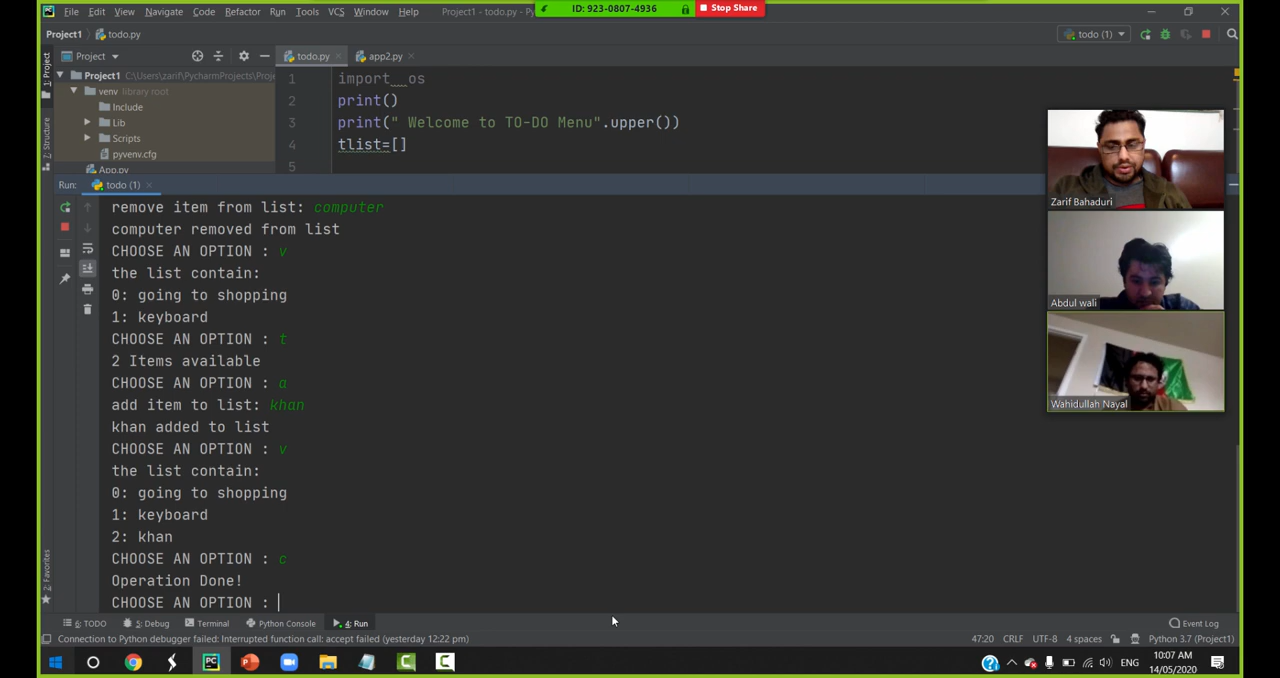 ID: 923-0807-4936 Stop Share
File Edit View Navigate Code Refactor Run Tools VCS Window Help Project1 - todo.py - Py
Project1 todo.py todo (1)
Project todo.py app2.py
1: Project
Project1 C:\Users\zarif\PycharmProjects\Proje
venv library root
Include
Lib
Scripts
pyvenv.cfg
App.py
7: Structure
1 import os
2 print()
3 print(" Welcome to TO-DO Menu".upper())
4 tlist=[]
5
Run: todo (1)
remove item from list: computer
computer removed from list
CHOOSE AN OPTION : v
the list contain:
0: going to shopping
1: keyboard
CHOOSE AN OPTION : t
2 Items available
CHOOSE AN OPTION : a
add item to list: khan
khan added to list
CHOOSE AN OPTION : v
the list contain:
0: going to shopping
1: keyboard
2: khan
CHOOSE AN OPTION : c
Operation Done!
CHOOSE AN OPTION :
Zarif Bahaduri
Abdul wali
Wahidullah Nayal
2: Favorites
6: TODO 5: Debug Terminal Python Console 4: Run Event Log
Connection to Python debugger failed: Interrupted function call: accept failed (yesterday 12:22 pm) 47:20 CRLF UTF-8 4 spaces Python 3.7 (Project1)
ENG
10:07 AM
14/05/2020